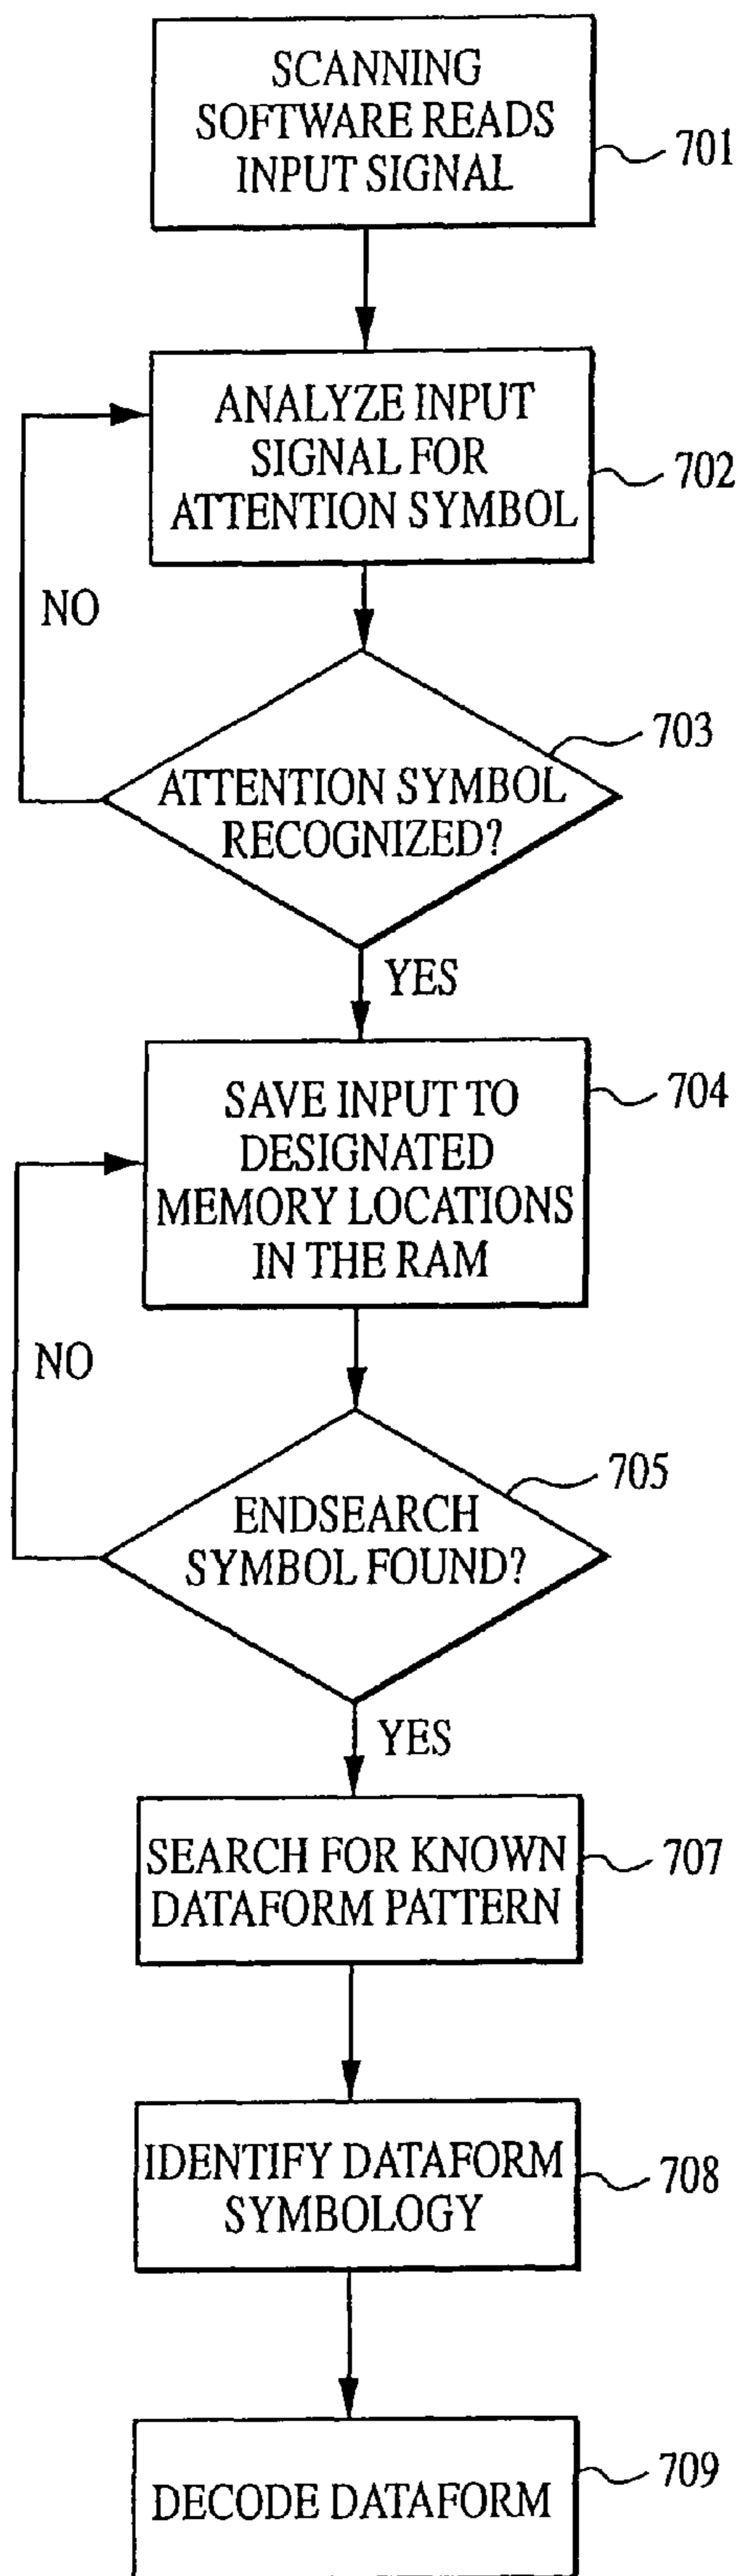 SCANNING
SOFTWARE READS
INPUT SIGNAL
701
ANALYZE INPUT
SIGNAL FOR
ATTENTION SYMBOL
702
NO
703
ATTENTION SYMBOL
RECOGNIZED?
YES
SAVE INPUT TO
DESIGNATED
MEMORY LOCATIONS
IN THE RAM
704
NO
705
ENDSEARCH
SYMBOL FOUND?
YES
SEARCH FOR KNOWN
DATAFORM PATTERN
707
IDENTIFY DATAFORM
SYMBOLOGY
708
DECODE DATAFORM
709